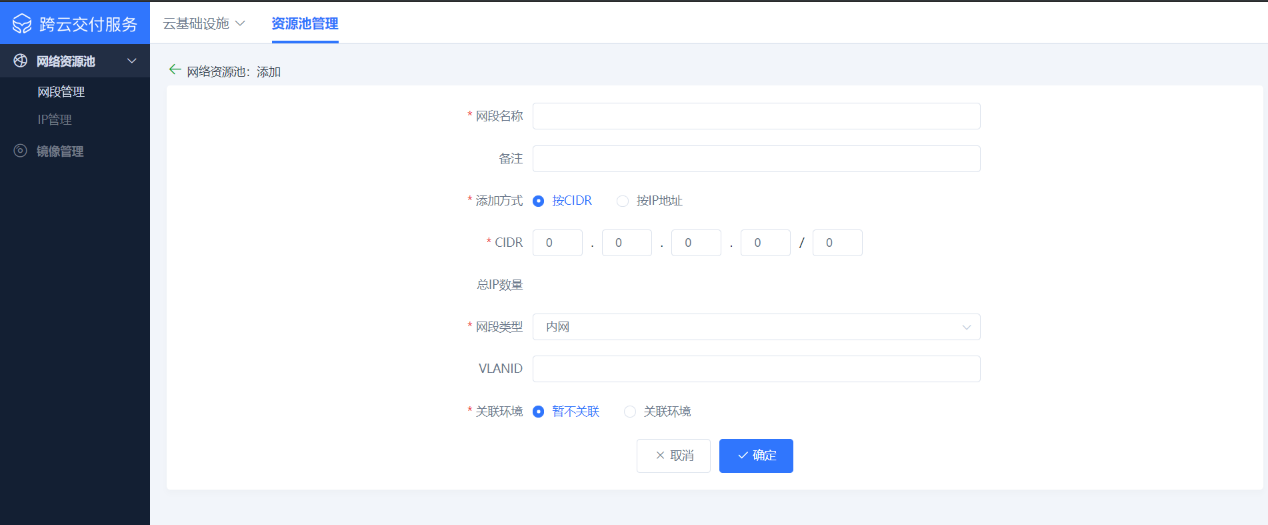 跨云交付服务 云基础设施 资源池管理
网络资源池
网段管理
IP管理
镜像管理
网络资源池：添加
* 网段名称
备注
* 添加方式 按CIDR 按IP地址
* CIDR 0 . 0 . 0 . 0 / 0
总IP数量
* 网段类型 内网
VLANID
* 关联环境 暂不关联 关联环境
取消 确定